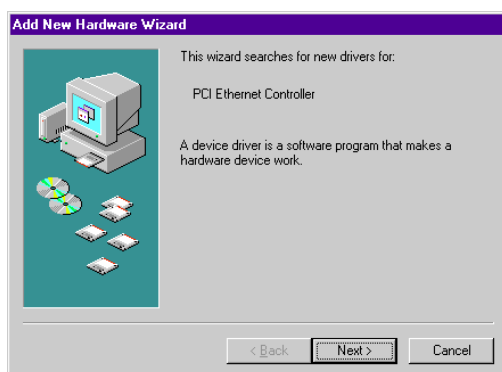 Add New Hardware Wizard
This wizard searches for new drivers for:
PCI Ethernet Controller
A device driver is a software program that makes a
hardware device work.
< Back
Next >
Cancel